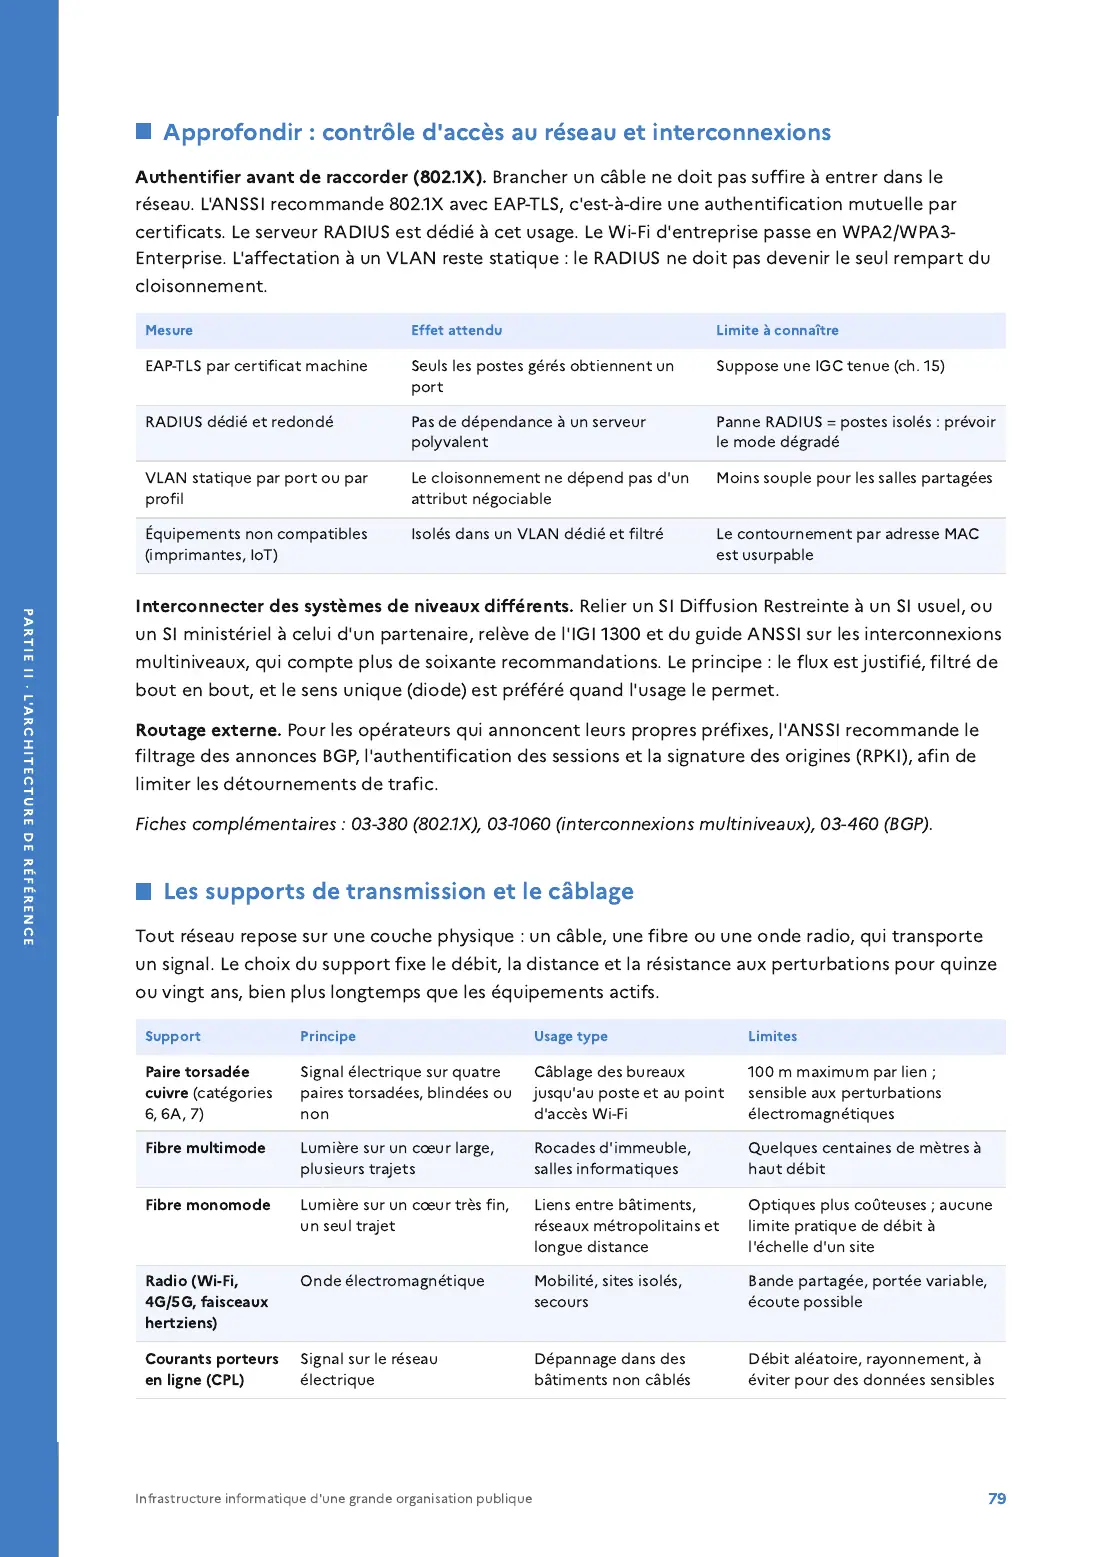 Approfondir : contrôle d'accès au réseau et interconnexions
Authentifier avant de raccorder (802.1X). Brancher un câble ne doit pas suffire à entrer dans le
réseau. L'ANSSI recommande 802.1X avec EAP-TLS, c'est-à-dire une authentification mutuelle par
certificats. Le serveur RADIUS est dédié à cet usage. Le Wi-Fi d'entreprise passe en WPA2/WPA3-
Enterprise. L'affectation à un VLAN reste statique : le RADIUS ne doit pas devenir le seul rempart du
cloisonnement.
Mesure Effet attendu Limite à connaître
EAP-TLS par certificat machine Seuls les postes gérés obtiennent un Suppose une IGC tenue (ch. 15)
port
RADIUS dédié et redondé Pas de dépendance à un serveur Panne RADIUS = postes isolés : prévoir
polyvalent le mode dégradé
VLAN statique par port ou par Le cloisonnement ne dépend pas d'un Moins souple pour les salles partagées
profil attribut négociable
Équipements non compatibles Isolés dans un VLAN dédié et filtré Le contournement par adresse MAC
(imprimantes, IoT) est usurpable
Interconnecter des systèmes de niveaux différents. Relier un SI Diffusion Restreinte à un SI usuel, ou
un SI ministériel à celui d'un partenaire, relève de l'IGI 1300 et du guide ANSSI sur les interconnexions
multiniveaux, qui compte plus de soixante recommandations. Le principe : le flux est justifié, filtré de
bout en bout, et le sens unique (diode) est préféré quand l'usage le permet.
Routage externe. Pour les opérateurs qui annoncent leurs propres préfixes, l'ANSSI recommande le
filtrage des annonces BGP, l'authentification des sessions et la signature des origines (RPKI), afin de
limiter les détournements de trafic.
Fiches complémentaires : 03-380 (802.1X), 03-1060 (interconnexions multiniveaux), 03-460 (BGP).
Les supports de transmission et le câblage
Tout réseau repose sur une couche physique : un câble, une fibre ou une onde radio, qui transporte
un signal. Le choix du support fixe le débit, la distance et la résistance aux perturbations pour quinze
ou vingt ans, bien plus longtemps que les équipements actifs.
Support Principe Usage type Limites
Paire torsadée Signal électrique sur quatre Câblage des bureaux 100 m maximum par lien ;
cuivre (catégories paires torsadées, blindées ou jusqu'au poste et au point sensible aux perturbations
6, 6A, 7) non d'accès Wi-Fi électromagnétiques
Fibre multimode Lumière sur un cœur large, Rocades d'immeuble, Quelques centaines de mètres à
plusieurs trajets salles informatiques haut débit
Fibre monomode Lumière sur un cœur très fin, Liens entre bâtiments, Optiques plus coûteuses ; aucune
un seul trajet réseaux métropolitains et limite pratique de débit à
longue distance l'échelle d'un site
Radio (Wi-Fi, Onde électromagnétique Mobilité, sites isolés, Bande partagée, portée variable,
4G/5G, faisceaux secours écoute possible
hertziens)
Courants porteurs Signal sur le réseau Dépannage dans des Débit aléatoire, rayonnement, à
en ligne (CPL) électrique bâtiments non câblés éviter pour des données sensibles
PARTIE II · L'ARCHITECTURE DE RÉFÉRENCE
Infrastructure informatique d'une grande organisation publique 79